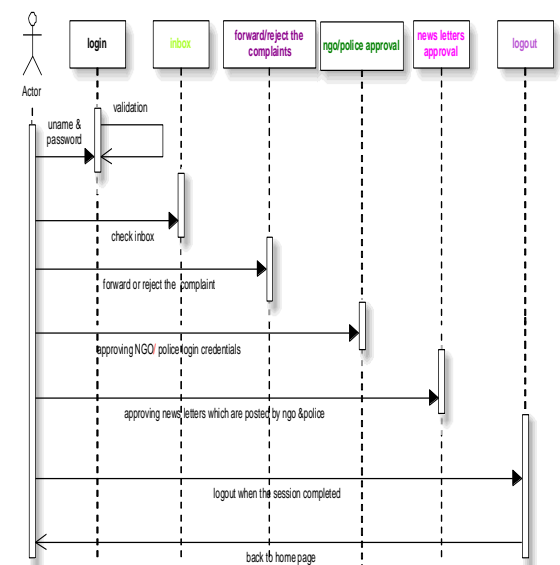 login
inbox
forward/reject the
complaints
ngo/police approval
news letters
approval
logout
Actor
validation
uname &
password
check inbox
forward or reject the complaint
approving NGO/ police login credentials
approving news letters which are posted by ngo &police
logout when the session completed
back to home page